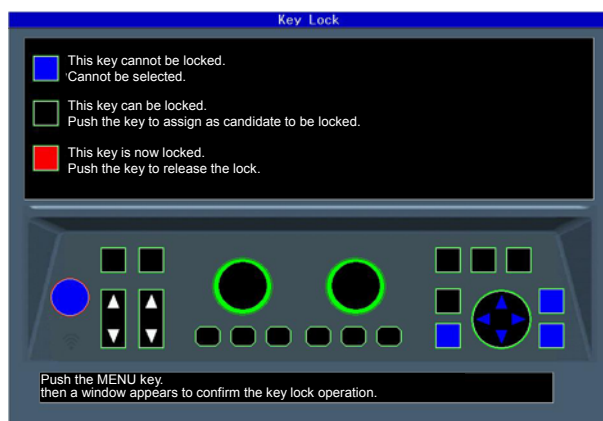 Key Lock
This key cannot be locked.
Cannot be selected.
This key can be locked.
Push the key to assign as candidate to be locked.
This key is now locked.
Push the key to release the lock.
Push the MENU key.
then a window appears to confirm the key lock operation.